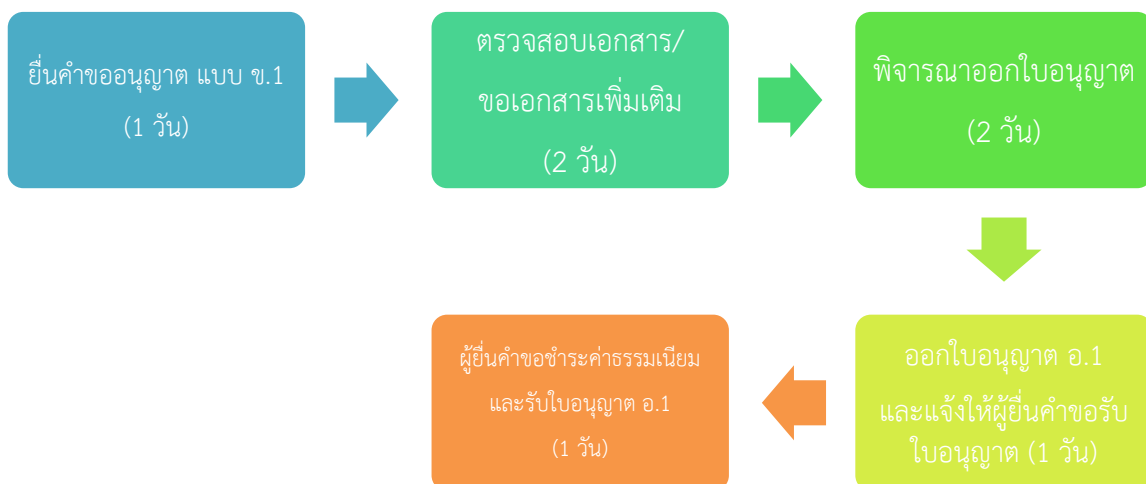 ยื่นคำขออนุญาต แบบ ข.1
(1 วัน)
ตรวจสอบเอกสาร/
ขอเอกสารเพิ่มเติม
(2 วัน)
พิจารณาออกใบอนุญาต
(2 วัน)
ออกใบอนุญาต อ.1
และแจ้งให้ผู้ยื่นคำขอรับ
ใบอนุญาต (1 วัน)
ผู้ยื่นคำขอชำระค่าธรรมเนียม
และรับใบอนุญาต อ.1
(1 วัน)